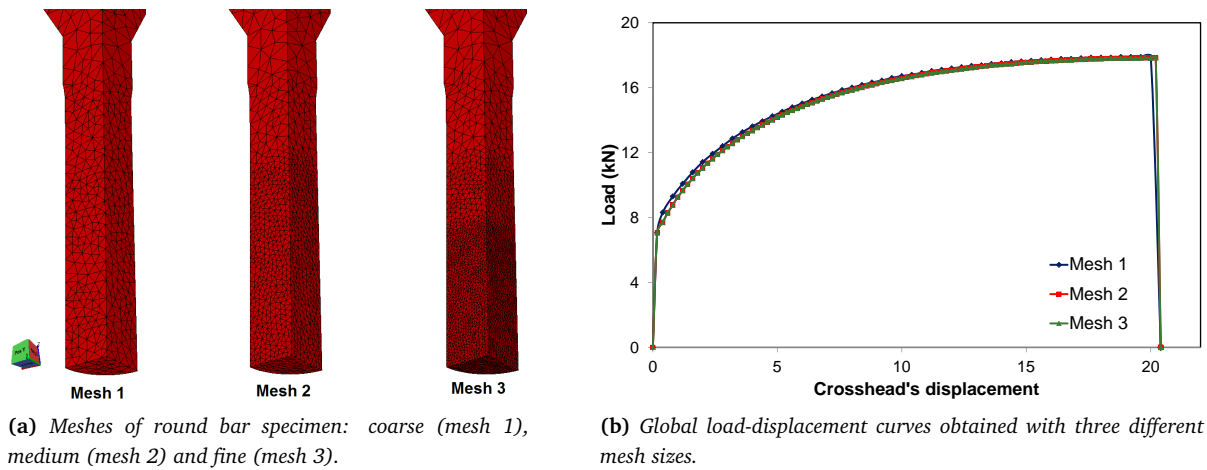 Mesh 1
Mesh 2
Mesh 3
(a) Meshes of round bar specimen: coarse (mesh 1),
medium (mesh 2) and fine (mesh 3).
20
16
12
8
4
0
Load (kN)
Mesh 1
Mesh 2
Mesh 3
0 5 10 15 20
Crosshead's displacement
(b) Global load-displacement curves obtained with three different
mesh sizes.